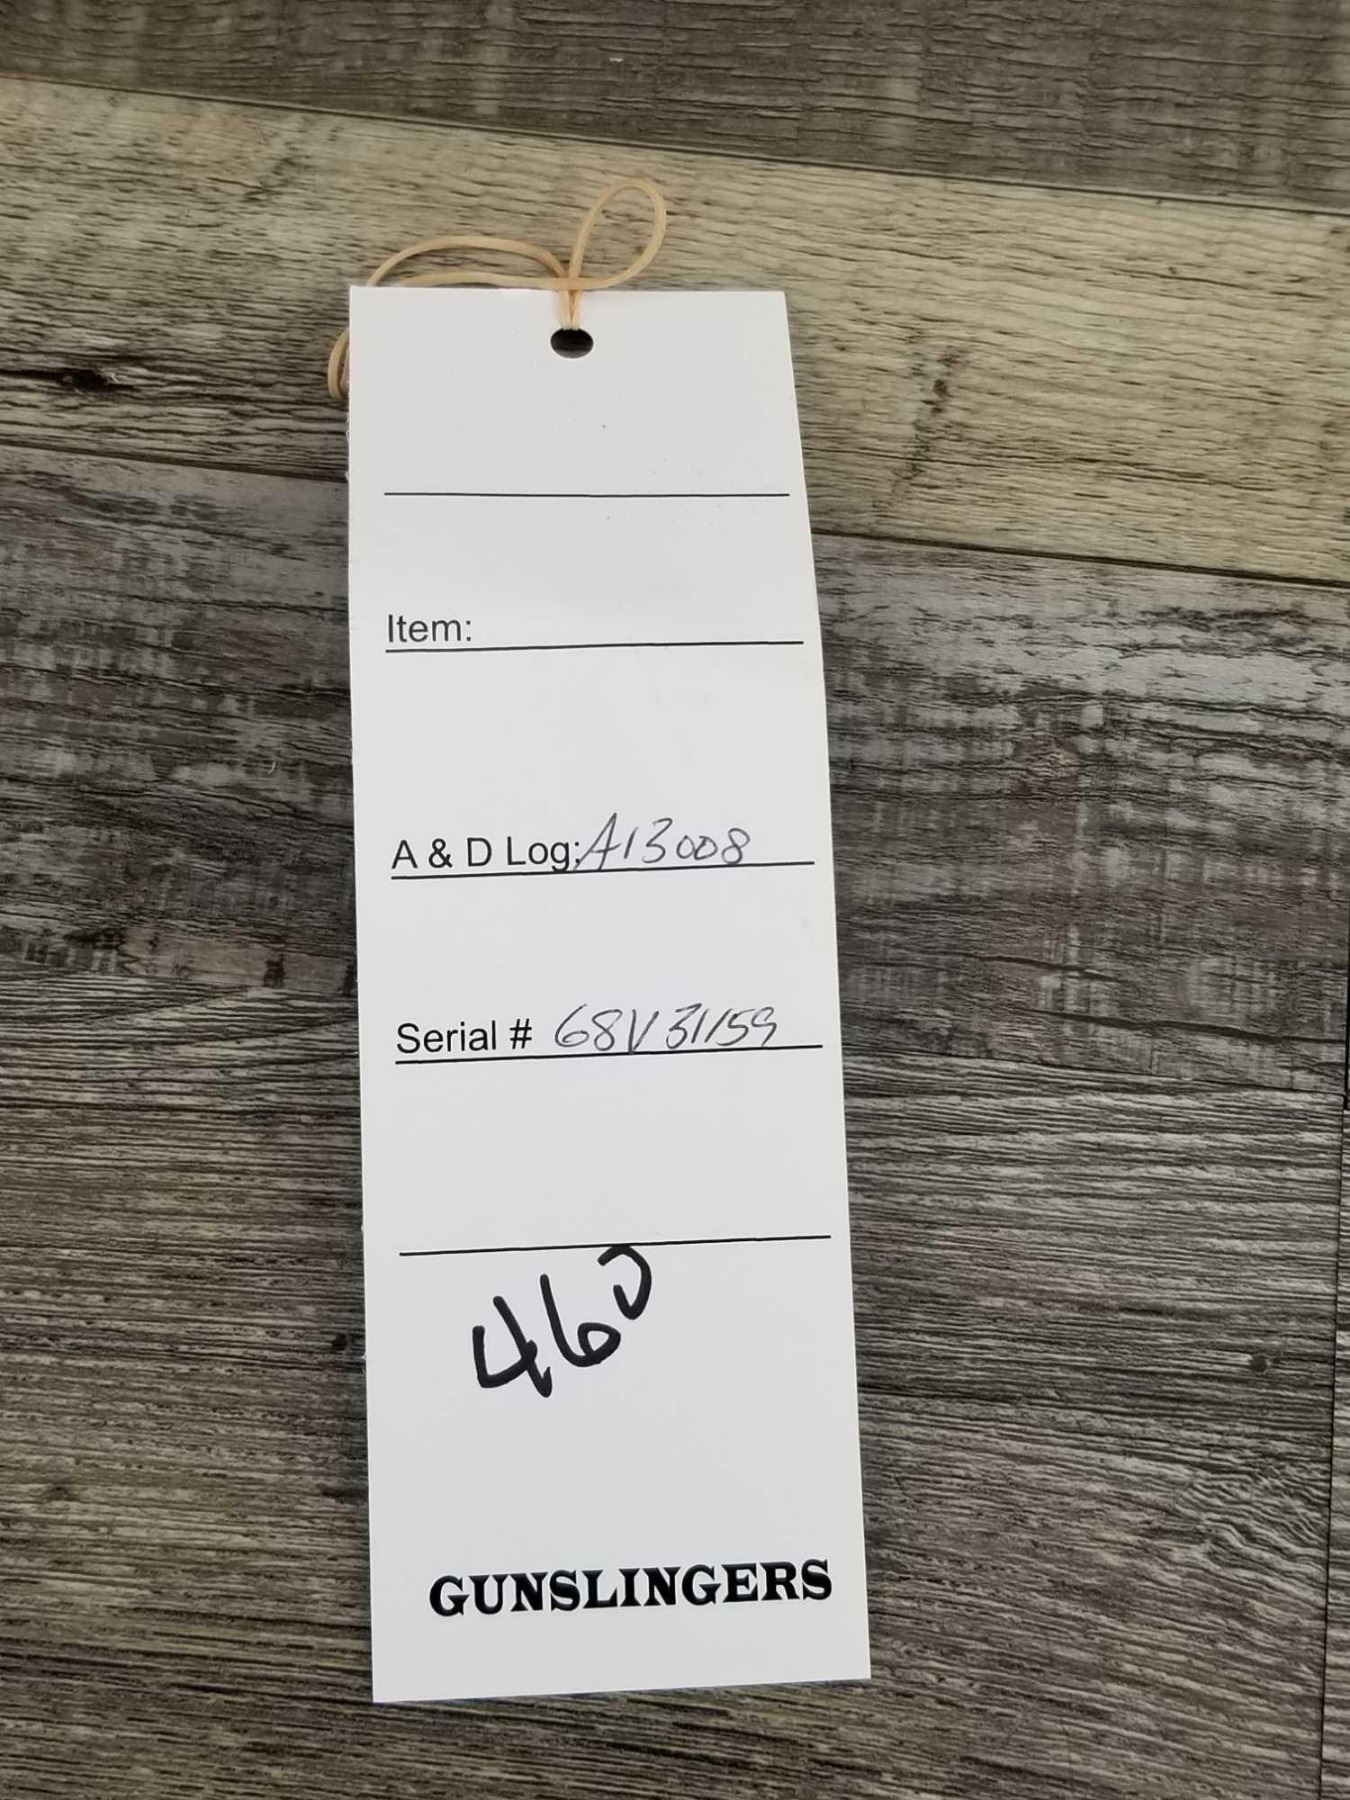 Item:
A & D Log: A13008
Serial # 68V31159
460
GUNSLINGERS